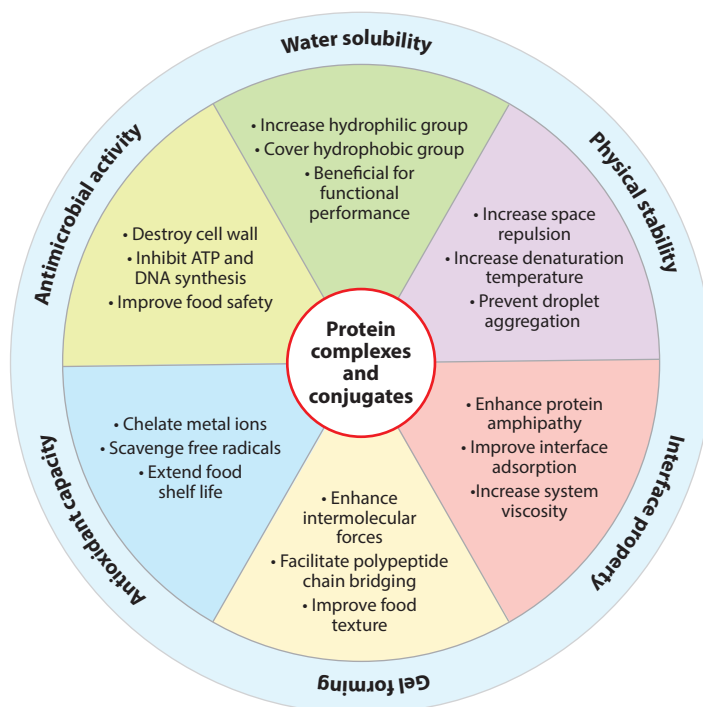 Water solubility
• Increase hydrophilic group
• Cover hydrophobic group
• Beneficial for
functional
performance
Physical stability
• Increase space
repulsion
• Increase denaturation
temperature
• Prevent droplet
aggregation
Interface property
• Enhance protein
amphipathy
• Improve interface
adsorption
•Increase system
viscosity
Gel forming
• Enhance
intermolecular
forces
• Facilitate polypeptide
chain bridging
• Improve food
texture
Antioxidant capacity
• Chelate metal ions
• Scavenge free radicals
• Extend food
shelf life
Antimicrobial activity
• Destroy cell wall
• Inhibit ATP and
DNA synthesis
• Improve food safety
Protein
complexes
and
conjugates